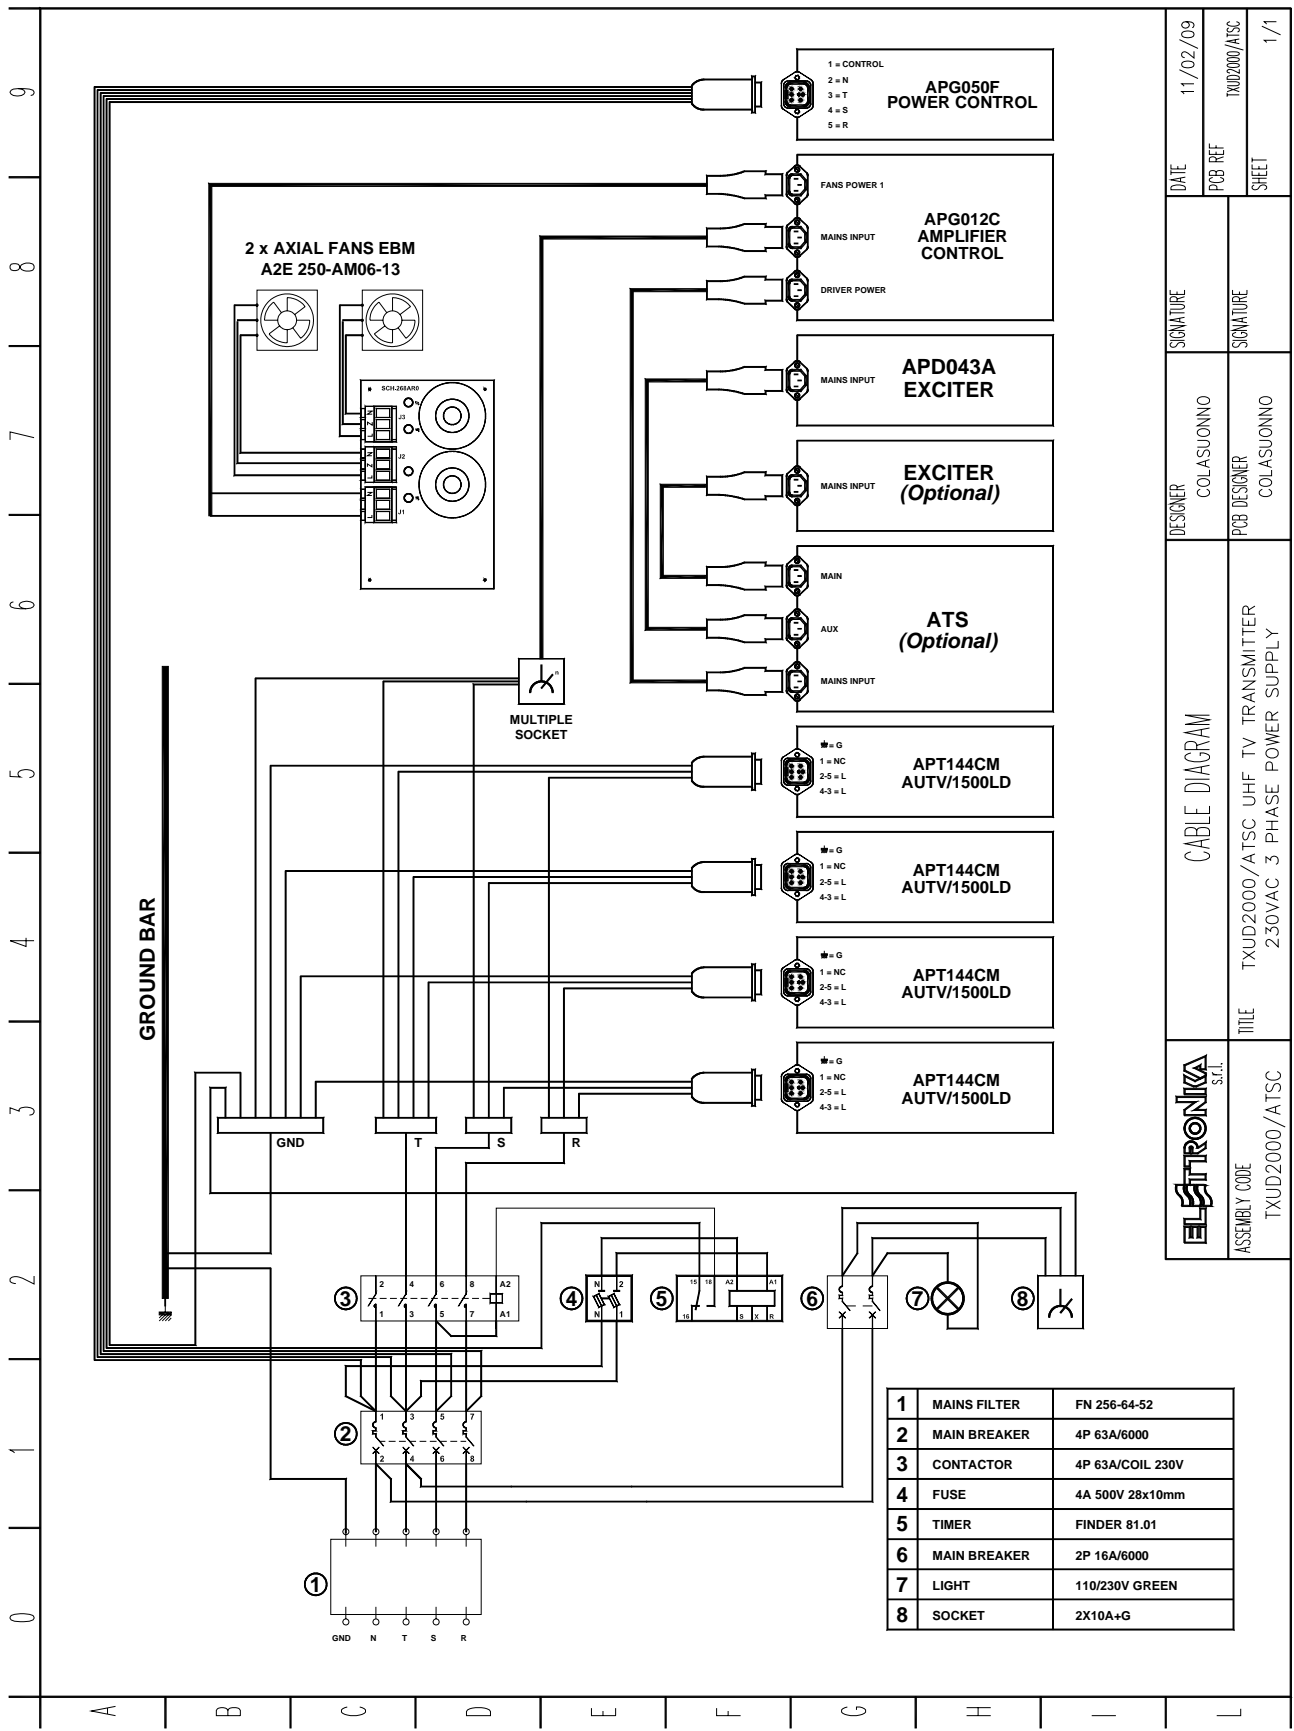 9
8
7
6
5
4
3
2
1
0
A
B
C
D
E
F
G
H
I
L
1 = CONTROL
2 = N
3 = T
4 = S
5 = R
APG050F
POWER CONTROL
FANS POWER 1
MAINS INPUT
DRIVER POWER
APG012C
AMPLIFIER
CONTROL
2 x AXIAL FANS EBM
A2E 250-AM06-13
SCH-268AR0
N
Z
L
J3
N
Z
L
J2
N
L
J1
MAINS INPUT
APD043A
EXCITER
MAINS INPUT
EXCITER
(Optional)
MAIN
AUX
MAINS INPUT
ATS
(Optional)
n
MULTIPLE
SOCKET
= G
1 = NC
2-5 = L
4-3 = L
APT144CM
AUTV/1500LD
= G
1 = NC
2-5 = L
4-3 = L
APT144CM
AUTV/1500LD
= G
1 = NC
2-5 = L
4-3 = L
APT144CM
AUTV/1500LD
= G
1 = NC
2-5 = L
4-3 = L
APT144CM
AUTV/1500LD
GROUND BAR
GND
T
S
R
3
2
4
6
8
A2
1
3
5
7
A1
4
N
2
N
1
5
15
18
A2
A1
16
S
X
R
6
7
8
2
1
3
5
7
2
4
6
8
1
GND
N
T
S
R
1 MAINS FILTER FN 256-64-52
2 MAIN BREAKER 4P 63A/6000
3 CONTACTOR 4P 63A/COIL 230V
4 FUSE 4A 500V 28x10mm
5 TIMER FINDER 81.01
6 MAIN BREAKER 2P 16A/6000
7 LIGHT 110/230V GREEN
8 SOCKET 2X10A+G
ELETTRONIKA
s.r.l.
ASSEMBLY CODE
TXUD2000/ATSC
CABLE DIAGRAM
TITLE
TXUD2000/ATSC UHF TV TRANSMITTER
230VAC 3 PHASE POWER SUPPLY
DESIGNER
COLASUONNO
PCB DESIGNER
COLASUONNO
SIGNATURE
SIGNATURE
DATE
11/02/09
PCB REF
TXUD2000/ATSC
SHEET
1/1